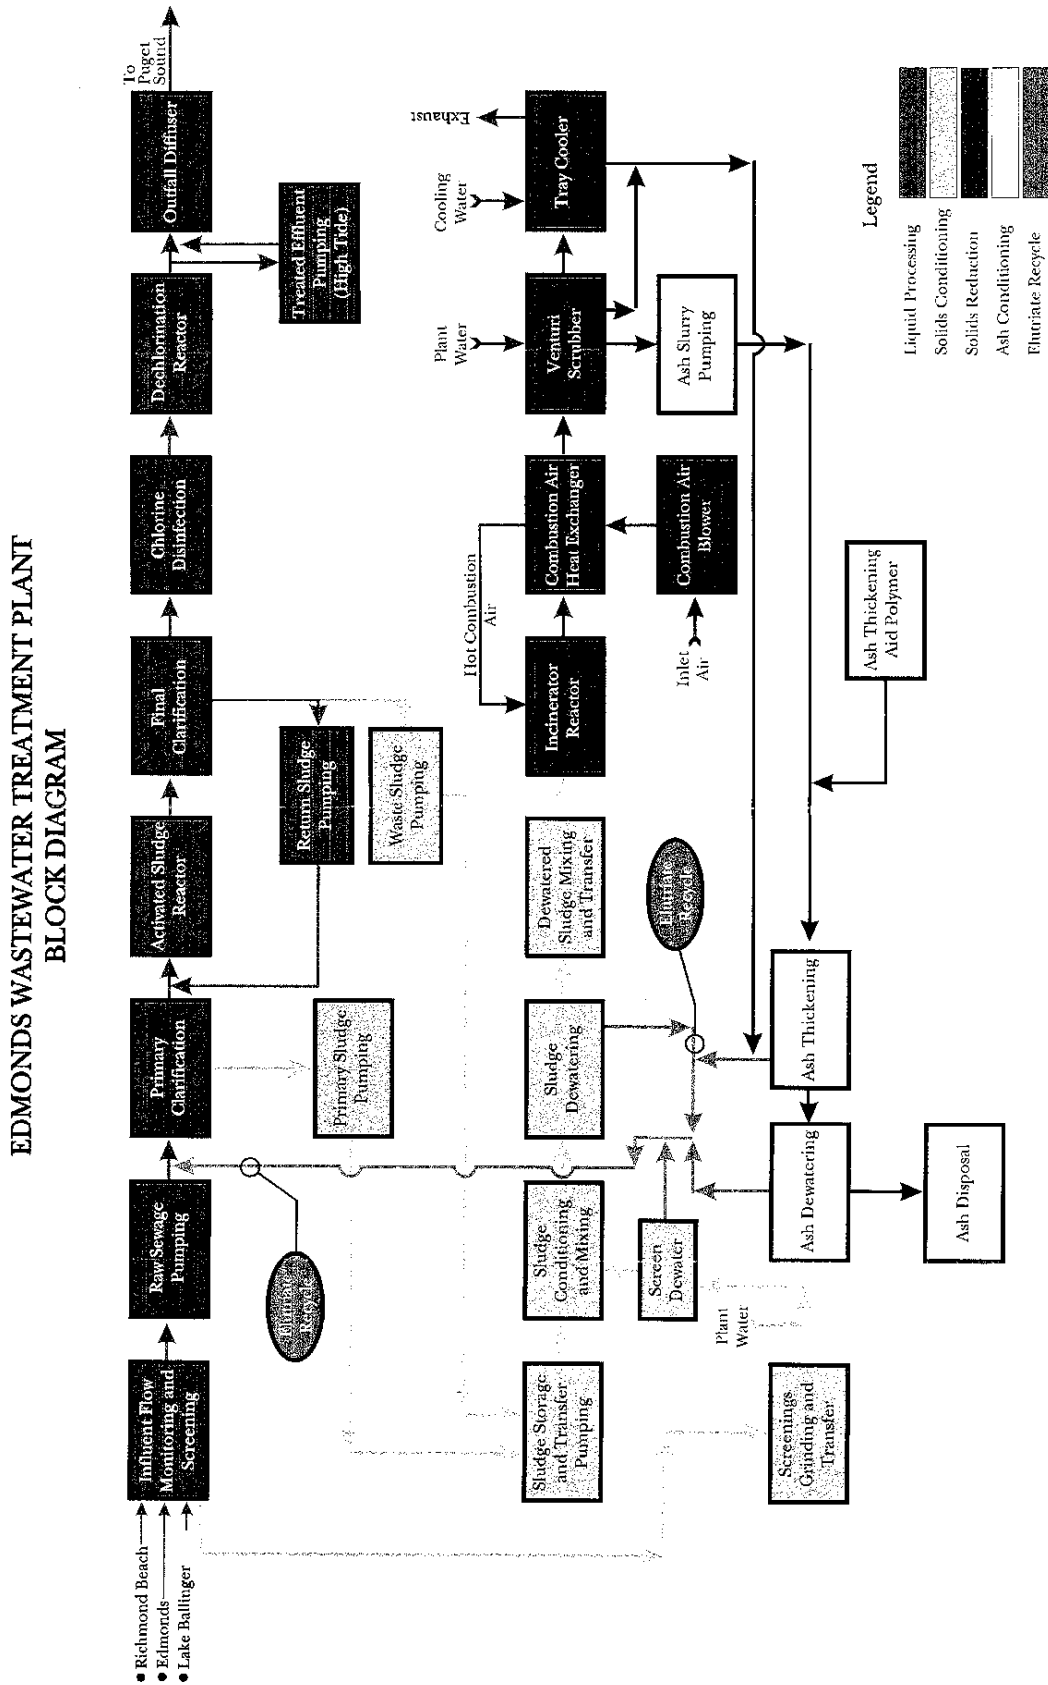 EDMONDS WASTEWATER TREATMENT PLANT
BLOCK DIAGRAM
● Richmond Beach
● Edmonds
● Lake Ballinger
Influent Flow
Monitoring and
Screening
Raw Sewage
Pumping
Primary
Clarification
Activated Sludge
Reactor
Final
Clarification
Chlorine
Disinfection
Dechlorination
Reactor
Outfall Diffuser
To
Puget
Sound
Elutriate
Recycle
Primary Sludge
Pumping
Return Sludge
Pumping
Waste Sludge
Pumping
Treated Effluent
Pumping
(High Tide)
Sludge Storage
and Transfer
Pumping
Sludge
Conditioning
and Mixing
Sludge
Dewatering
Dewatered
Sludge Mixing
and Transfer
Hot Combustion
Air
Incinerator
Reactor
Combustion Air
Heat Exchanger
Plant
Water
Venturi
Scrubber
Cooling
Water
Tray Cooler
Exhaust
Screen
Dewater
Elutriate
Recycle
Inlet
Air
Combustion Air
Blower
Ash Slurry
Pumping
Plant
Water
Screenings
Grinding and
Transfer
Ash Dewatering
Ash Thickening
Ash Thickening
Aid Polymer
Ash Disposal
Legend
Liquid Processing
Solids Conditioning
Solids Reduction
Ash Conditioning
Elutriate Recycle